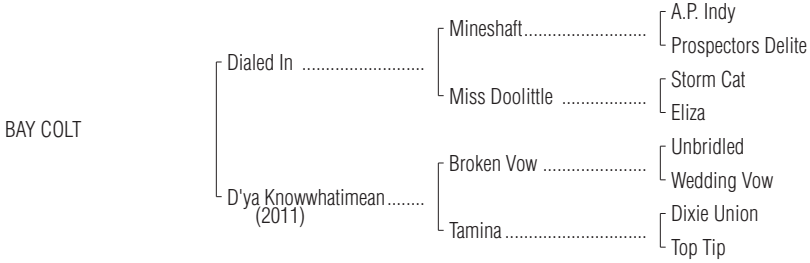 A.P. Indy
Mineshaft
Prospectors Delite
Dialed In
Storm Cat
Miss Doolittle
Eliza
BAY COLT
Unbridled
Broken Vow
Wedding Vow
D'ya Knowwhatimean
(2011)
Dixie Union
Tamina
Top Tip